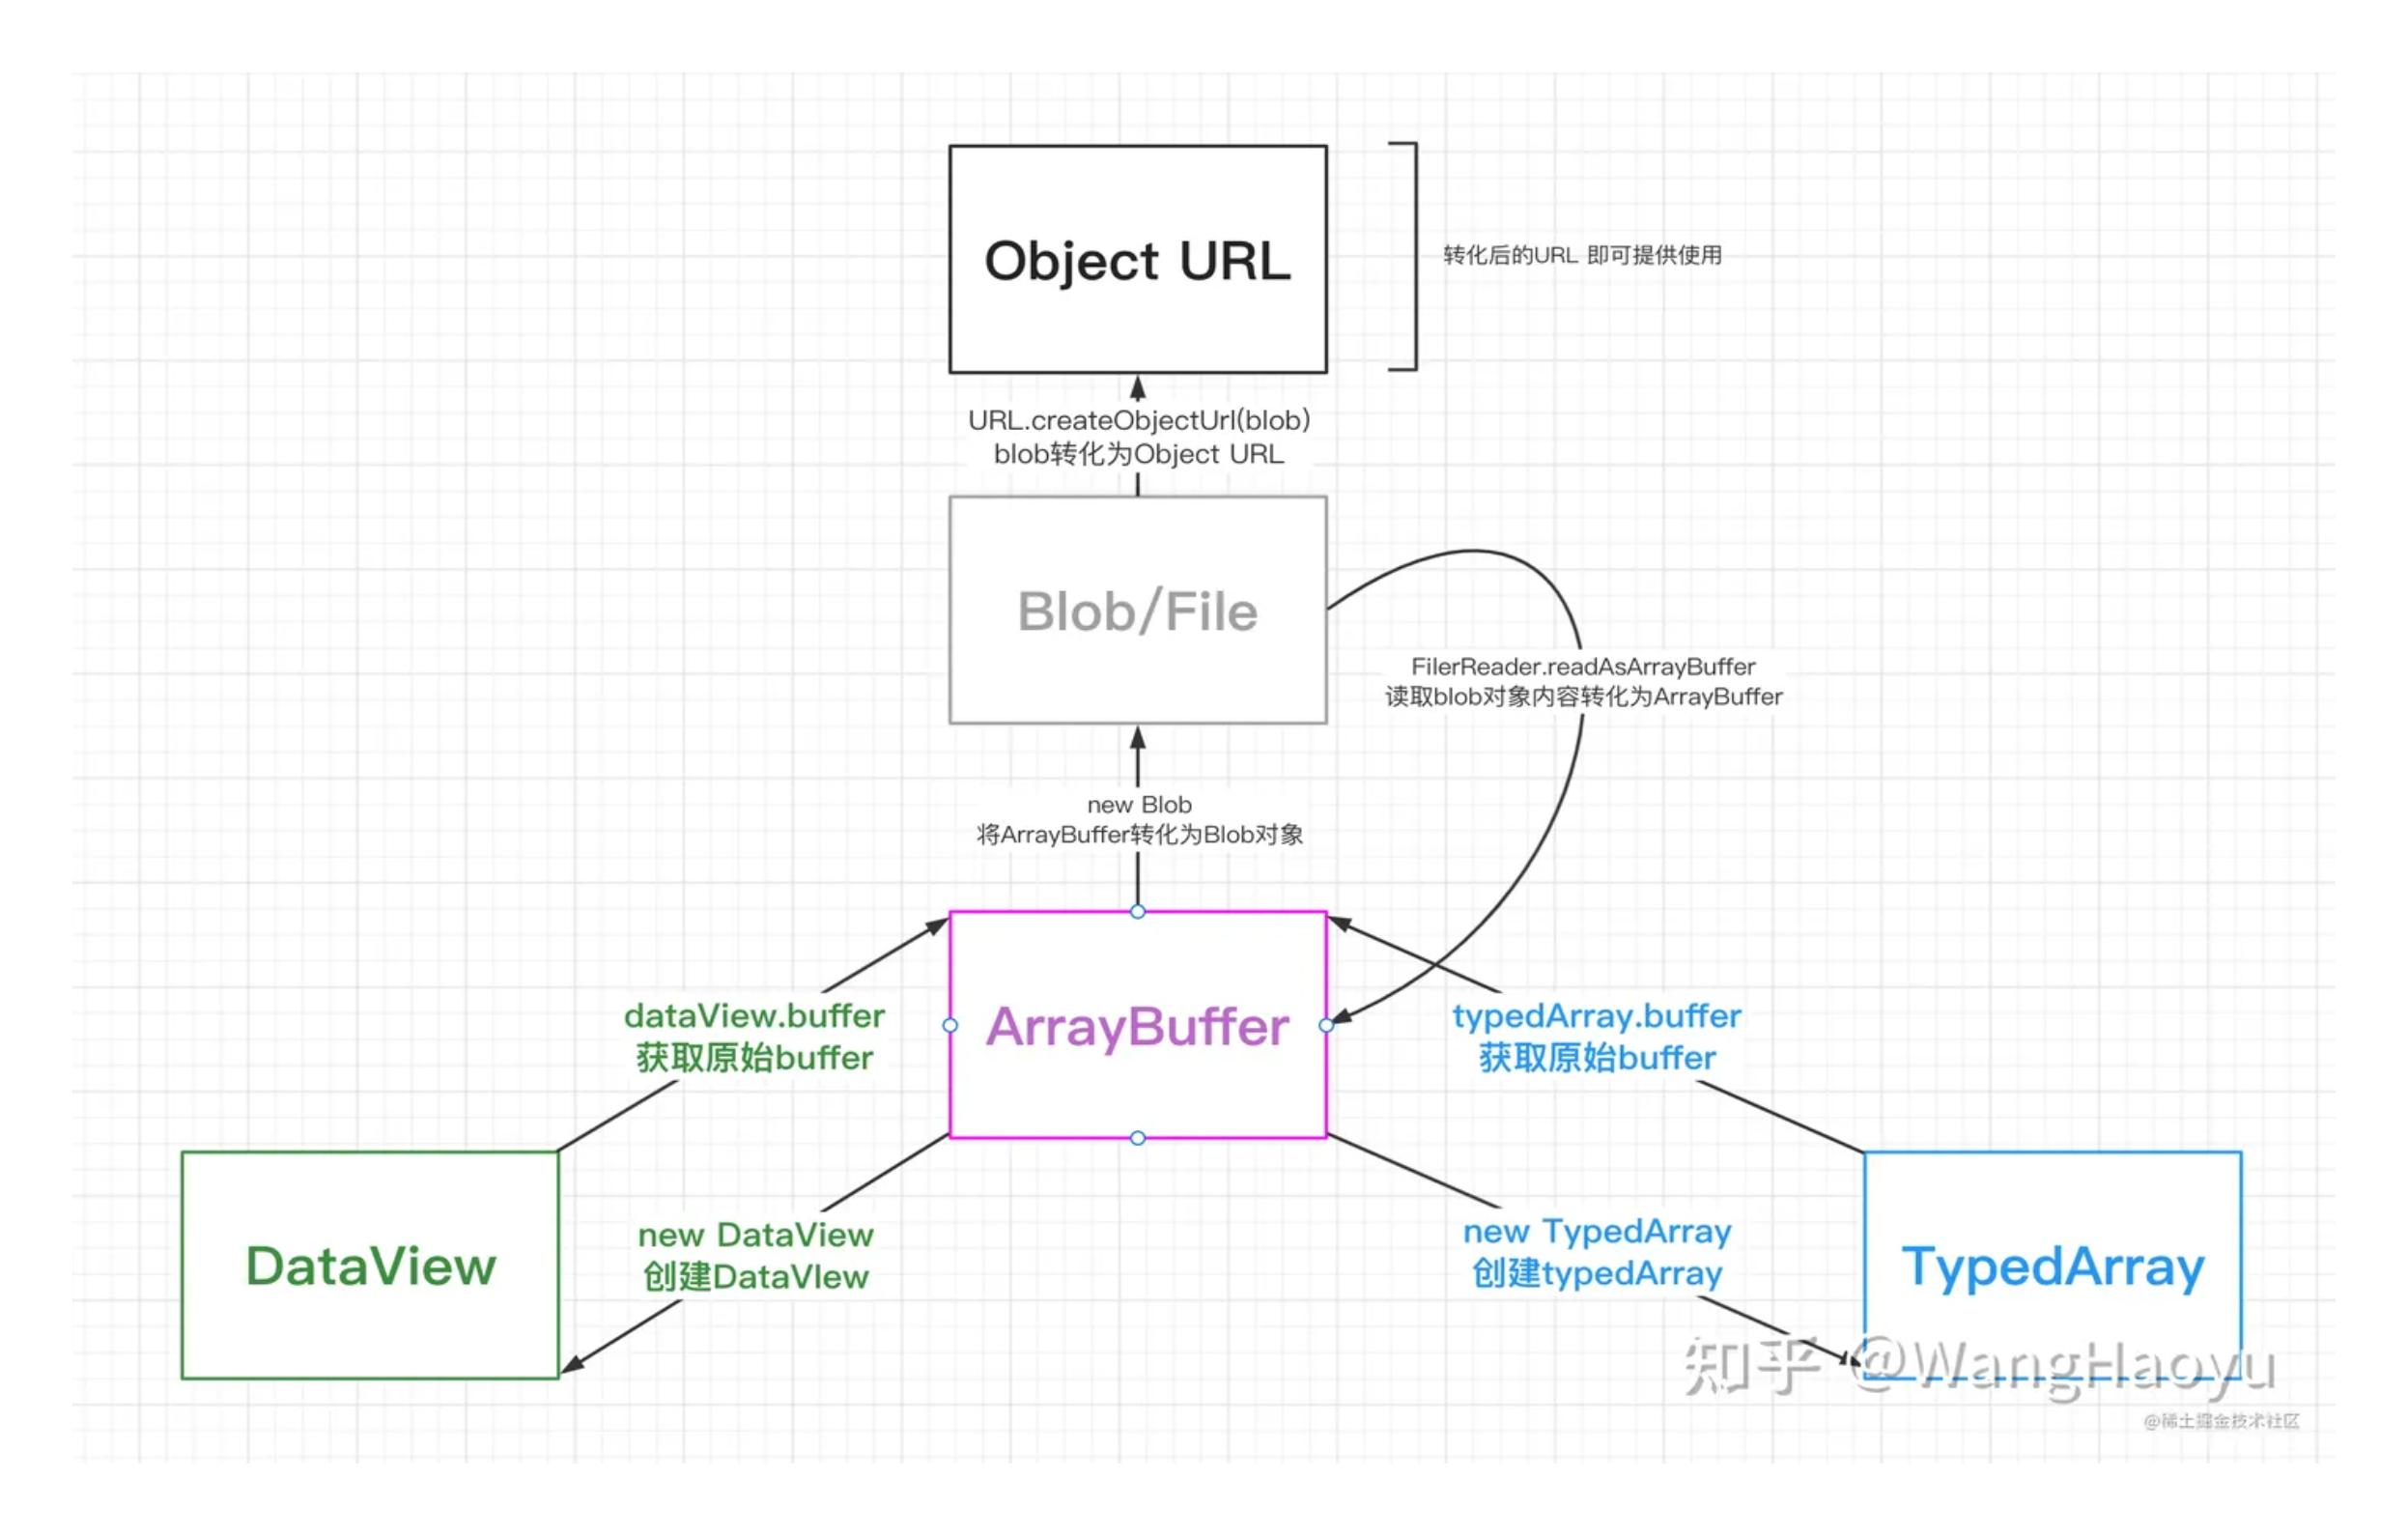 Object URL
转化后的URL 即可提供使用
URL.createObjectUrl(blob)
blob转化为Object URL
Blob/File
FilerReader.readAsArrayBuffer
读取blob对象内容转化为ArrayBuffer
new Blob
将ArrayBuffer转化为Blob对象
ArrayBuffer
dataView.buffer
获取原始buffer
typedArray.buffer
获取原始buffer
DataView
new DataView
创建DataVIew
new TypedArray
创建typedArray
TypedArray
知乎 @WangHaoyu
@稀土掘金技术社区